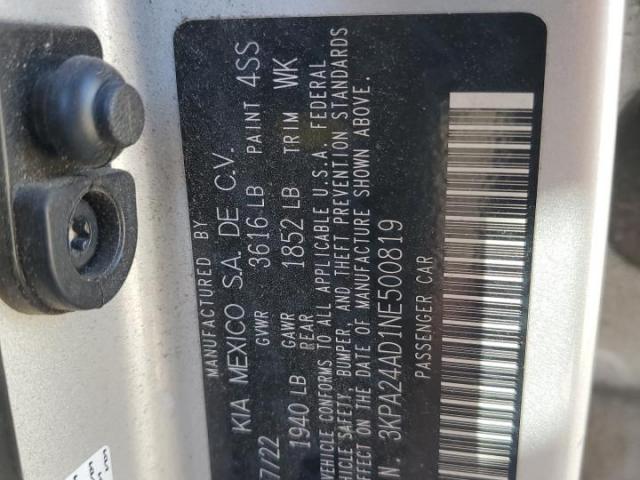 MANUFACTURED BY
KIA MEXICO S.A. DE C.V.
7/22 GVWR 3616 LB PAINT 4SS
GAWR 1852 LB TRIM WK
1940 LB REAR
VEHICLE CONFORMS TO ALL APPLICABLE U.S.A. FEDERAL
VEHICLE SAFETY, BUMPER, AND THEFT PREVENTION STANDARDS
EFFECT ON THE DATE OF MANUFACTURE SHOWN ABOVE.
N. 3KPA24AD1NE500819
PASSENGER CAR